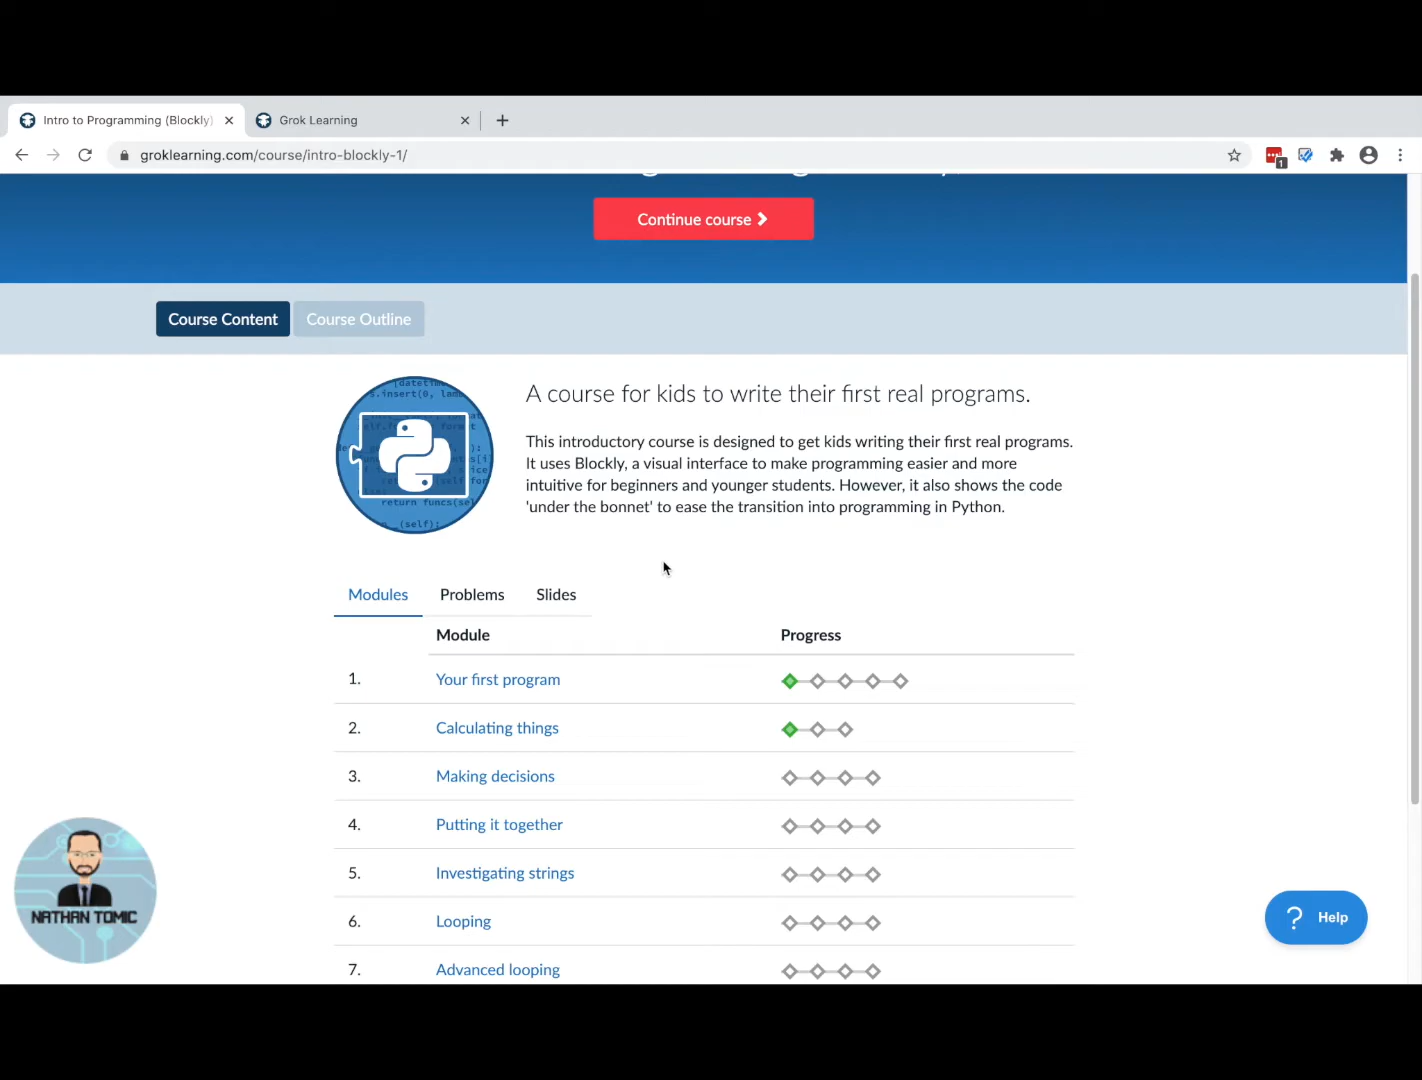 Intro to Programming (Blockly)
Grok Learning
groklearning.com/course/intro-blockly-1/
1
Continue course
Course Content
Course Outline
A course for kids to write their first real programs.
This introductory course is designed to get kids writing their first real programs.
It uses Blockly, a visual interface to make programming easier and more
intuitive for beginners and younger students. However, it also shows the code
'under the bonnet' to ease the transition into programming in Python.
Modules Problems Slides
Module Progress
1. Your first program
2. Calculating things
3. Making decisions
4. Putting it together
5. Investigating strings
6. Looping
7. Advanced looping
NATHAN TOMIC
? Help